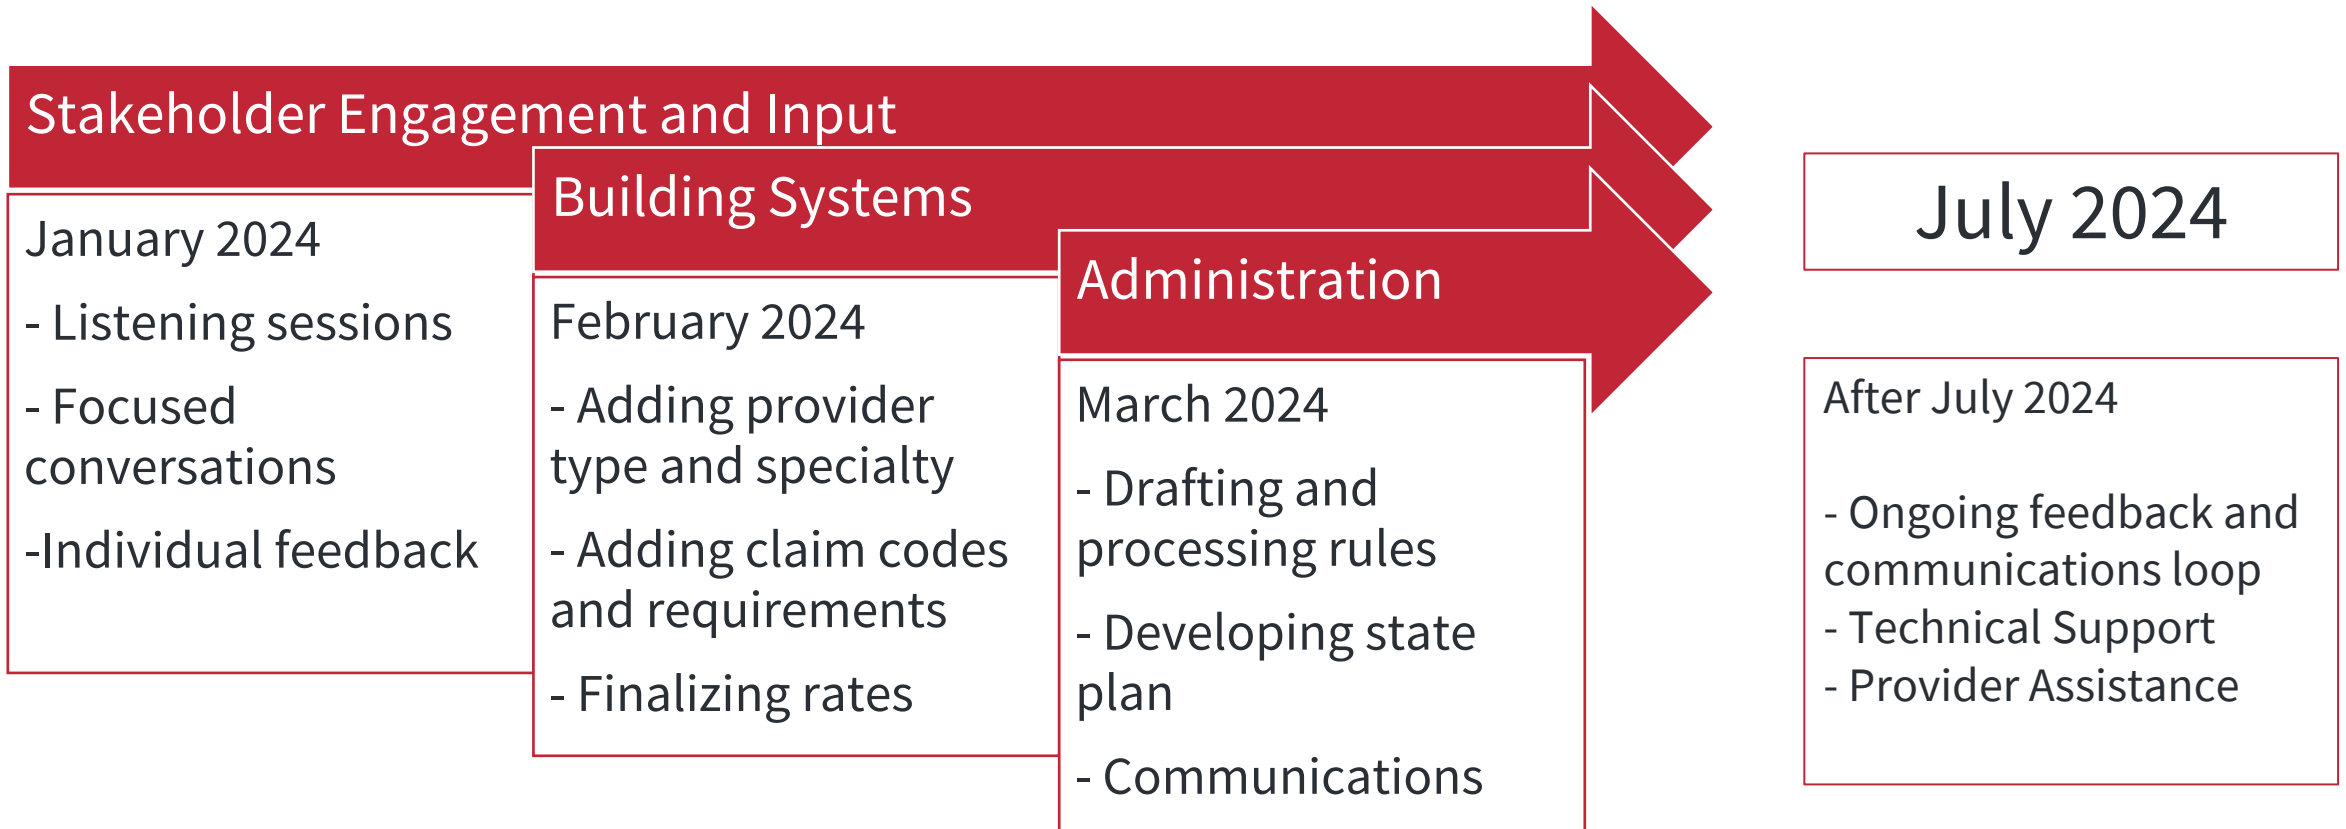 Stakeholder Engagement and Input
January 2024
- Listening sessions
- Focused
conversations
-Individual feedback
Building Systems
February 2024
- Adding provider
type and specialty
- Adding claim codes
and requirements
- Finalizing rates
Administration
March 2024
- Drafting and
processing rules
- Developing state
plan
- Communications
July 2024
After July 2024
- Ongoing feedback and
communications loop
- Technical Support
- Provider Assistance